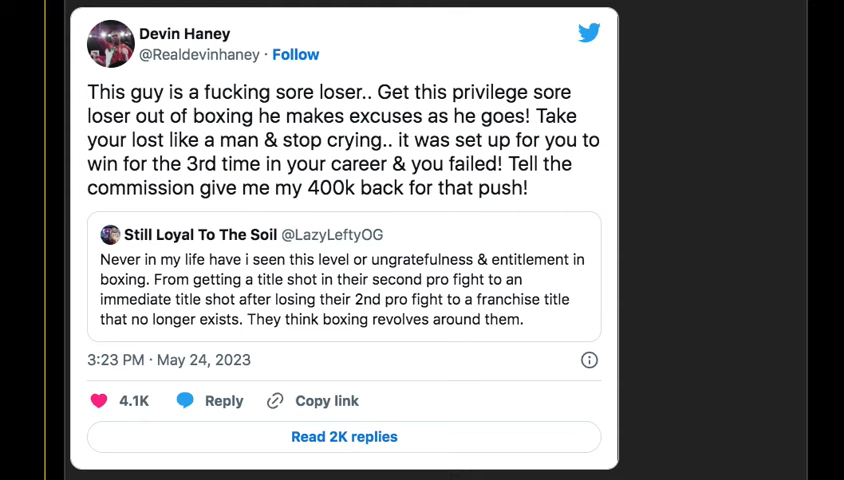 Devin Haney
@Realdevinhaney · Follow
This guy is a fucking sore loser.. Get this privilege sore
loser out of boxing he makes excuses as he goes! Take
your lost like a man & stop crying.. it was set up for you to
win for the 3rd time in your career & you failed! Tell the
commission give me my 400k back for that push!
Still Loyal To The Soil @LazyLeftyOG
Never in my life have i seen this level or ungratefulness & entitlement in
boxing. From getting a title shot in their second pro fight to an
immediate title shot after losing their 2nd pro fight to a franchise title
that no longer exists. They think boxing revolves around them.
3:23 PM · May 24, 2023
4.1K Reply Copy link
Read 2K replies